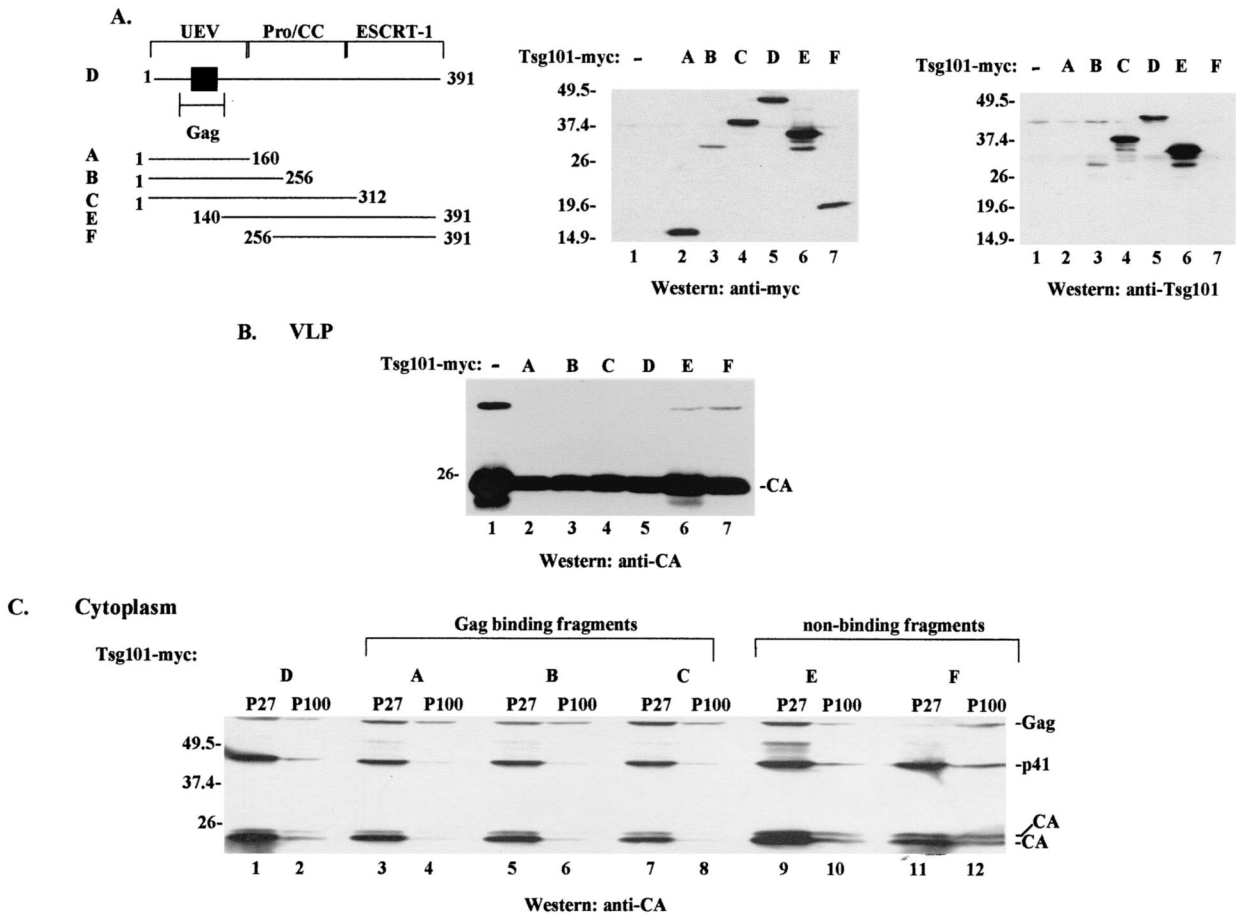 A.
UEV Pro/CC ESCRT-1
D 1 391
Gag
A 1 160
B 1 256
C 1 312
E 140 391
F 256 391
Tsg101-myc: - A B C D E F
49.5-
37.4-
26-
19.6-
14.9-
1 2 3 4 5 6 7
Western: anti-myc
Tsg101-myc: - A B C D E F
49.5-
37.4-
26-
19.6-
14.9-
1 2 3 4 5 6 7
Western: anti-Tsg101
B. VLP
Tsg101-myc: - A B C D E F
26-
-CA
1 2 3 4 5 6 7
Western: anti-CA
C. Cytoplasm
Gag binding fragments non-binding fragments
Tsg101-myc:
D A B C E F
P27 P100 P27 P100 P27 P100 P27 P100 P27 P100 P27 P100
-Gag
49.5-
-p41
37.4-
26-
CA
-CA
1 2 3 4 5 6 7 8 9 10 11 12
Western: anti-CA